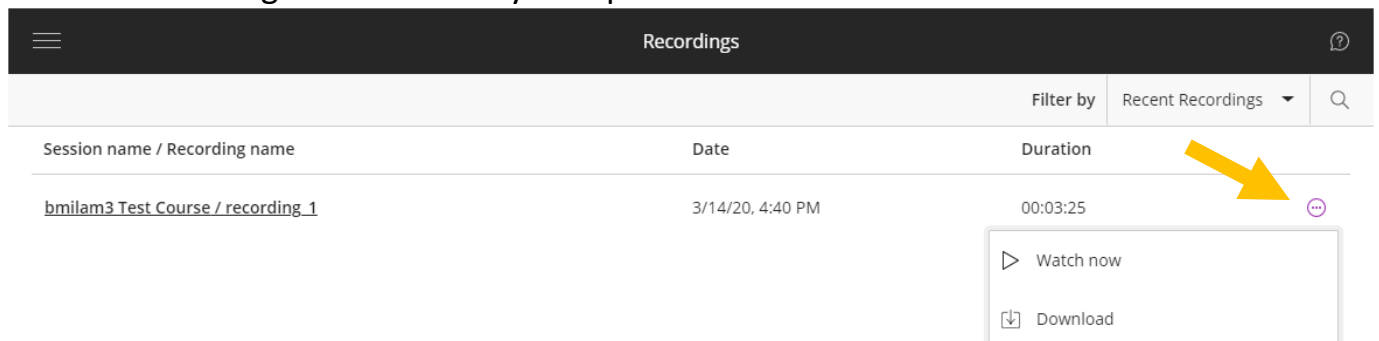 Recordings
Filter by Recent Recordings
Session name / Recording name Date Duration
bmilam3 Test Course / recording_1 3/14/20, 4:40 PM 00:03:25
Watch now
Download